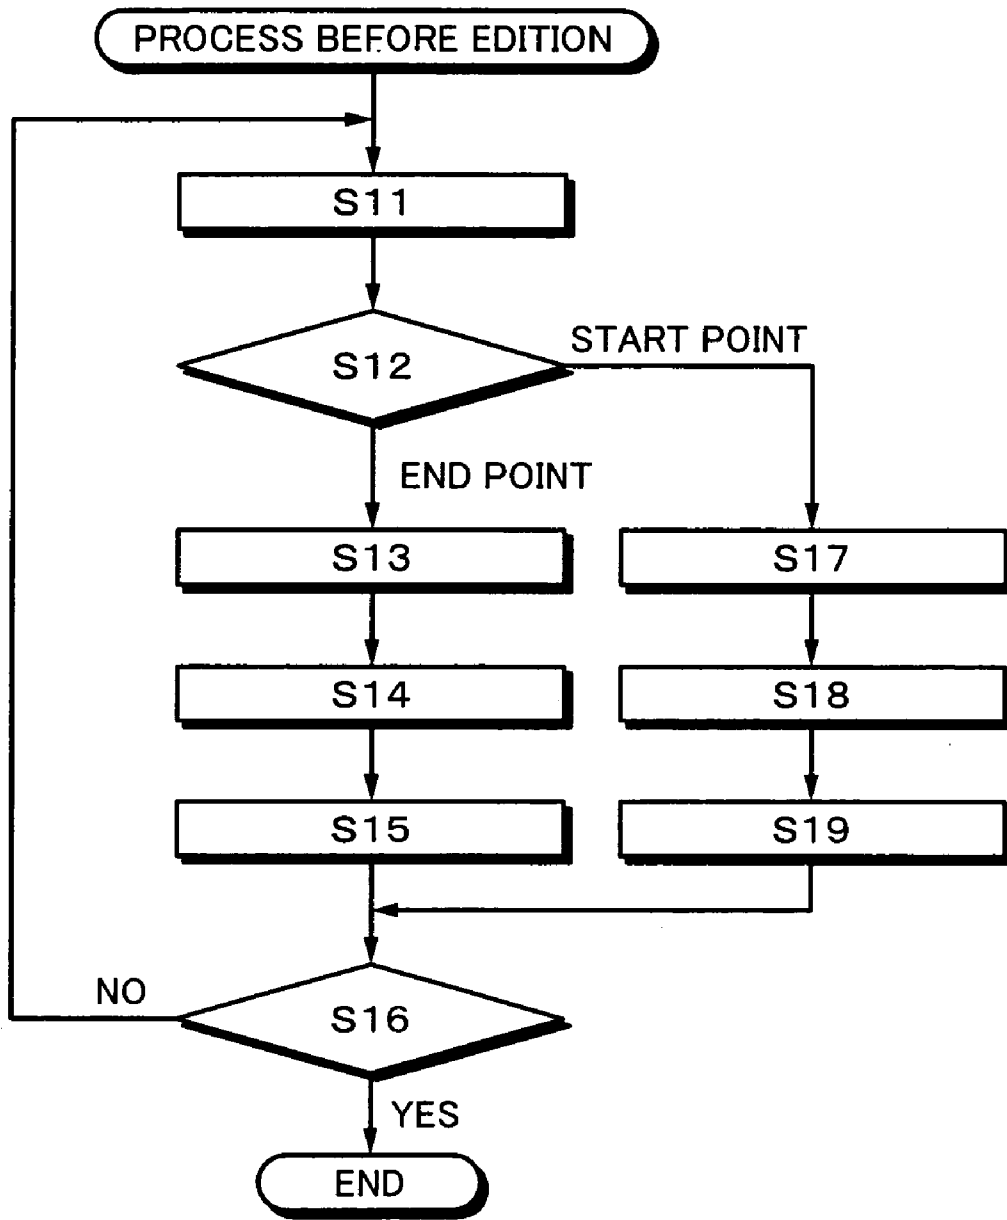 PROCESS BEFORE EDITION
S11
S12
START POINT
END POINT
S13
S17
S14
S18
S15
S19
NO
S16
YES
END